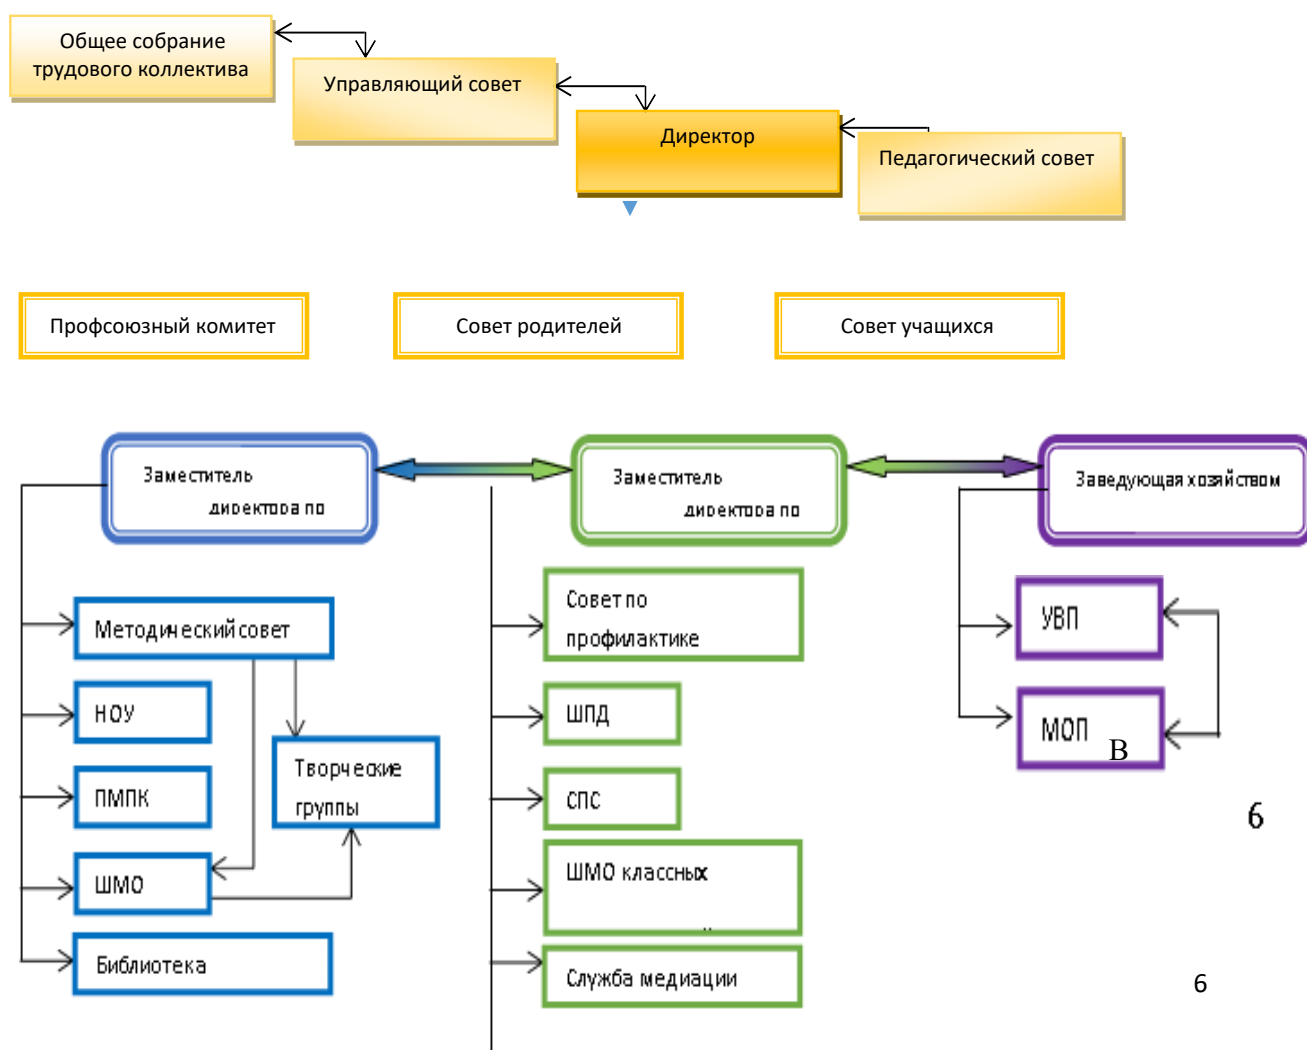 Общее собрание
трудового коллектива
Управляющий совет
Директор
Педагогический совет
Профсоюзный комитет
Совет родителей
Совет учащихся
Заместитель
директора по
Заместитель
директора по
Заведующая хозяйством
Методический совет
НОУ
ПМПК
ШМО
Библиотека
Творческие
группы
Совет по
профилактике
ШПД
СПС
ШМО классных
Служба медиации
УВП
МОП
В
6
6